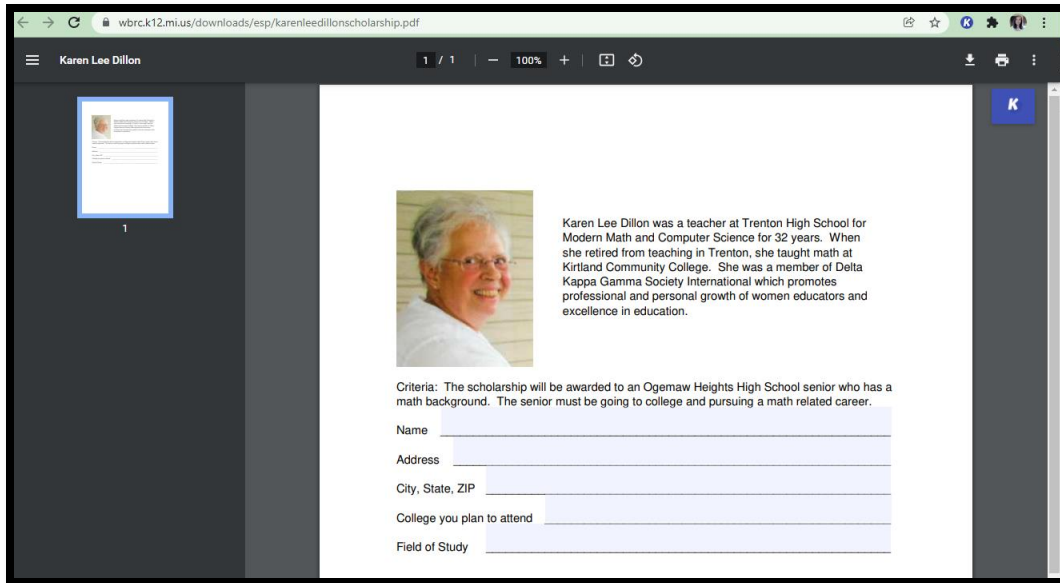 wbrc.k12.mi.us/downloads/esp/karenleedillonscholarship.pdf
K
Karen Lee Dillon
1 / 1
100%
K
1
Karen Lee Dillon was a teacher at Trenton High School for
Modern Math and Computer Science for 32 years. When
she retired from teaching in Trenton, she taught math at
Kirtland Community College. She was a member of Delta
Kappa Gamma Society International which promotes
professional and personal growth of women educators and
excellence in education.
Criteria: The scholarship will be awarded to an Ogemaw Heights High School senior who has a
math background. The senior must be going to college and pursuing a math related career.
Name
Address
City, State, ZIP
College you plan to attend
Field of Study